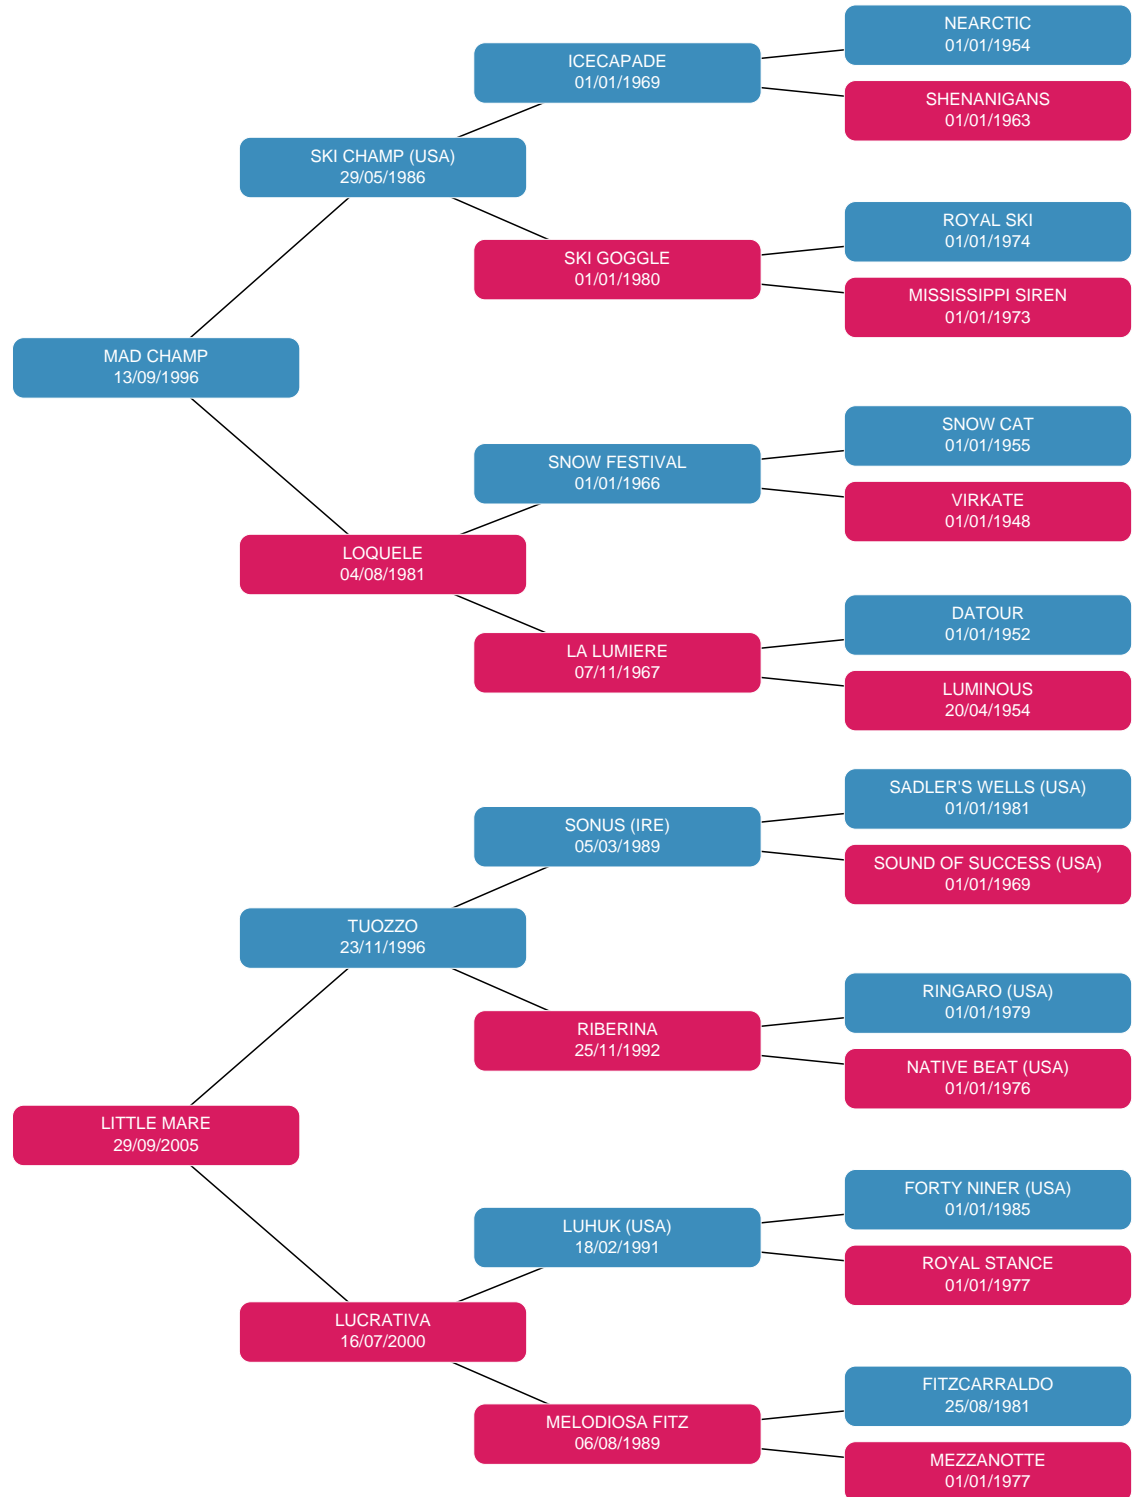 NEARCTIC
01/01/1954
ICECAPADE
01/01/1969
SHENANIGANS
01/01/1963
SKI CHAMP (USA)
29/05/1986
ROYAL SKI
01/01/1974
SKI GOGGLE
01/01/1980
MISSISSIPPI SIREN
01/01/1973
MAD CHAMP
13/09/1996
SNOW CAT
01/01/1955
SNOW FESTIVAL
01/01/1966
VIRKATE
01/01/1948
LOQUELE
04/08/1981
DATOUR
01/01/1952
LA LUMIERE
07/11/1967
LUMINOUS
20/04/1954
SADLER'S WELLS (USA)
01/01/1981
SONUS (IRE)
05/03/1989
SOUND OF SUCCESS (USA)
01/01/1969
TUOZZO
23/11/1996
RINGARO (USA)
01/01/1979
RIBERINA
25/11/1992
NATIVE BEAT (USA)
01/01/1976
LITTLE MARE
29/09/2005
FORTY NINER (USA)
01/01/1985
LUHUK (USA)
18/02/1991
ROYAL STANCE
01/01/1977
LUCRATIVA
16/07/2000
FITZCARRALDO
25/08/1981
MELODIOSA FITZ
06/08/1989
MEZZANOTTE
01/01/1977